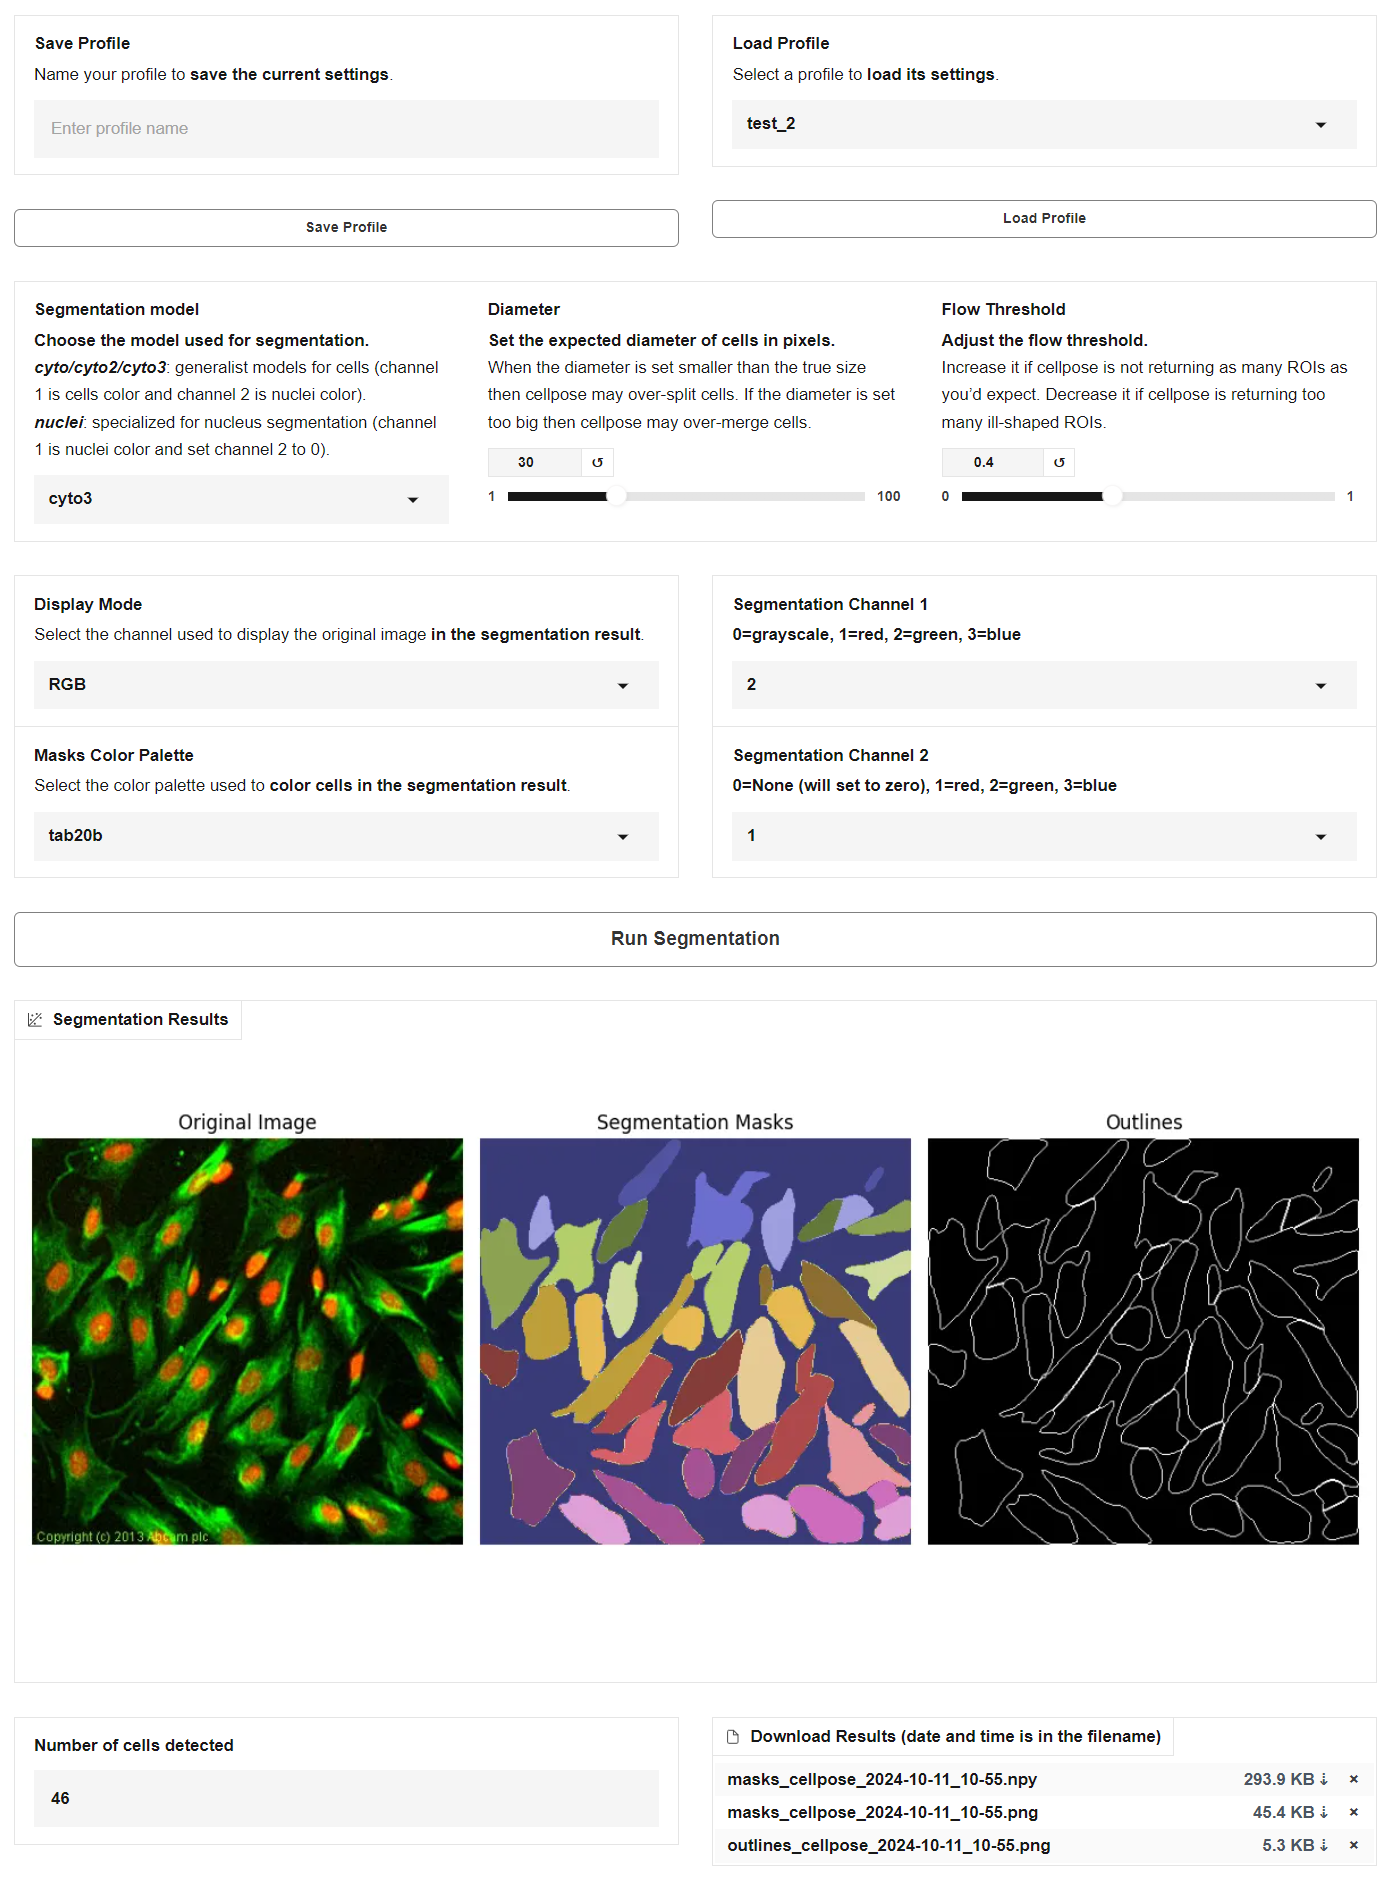 Save Profile
Name your profile to save the current settings.
Enter profile name
Save Profile
Load Profile
Select a profile to load its settings.
test_2
Load Profile
Segmentation model
Choose the model used for segmentation.
cyto/cyto2/cyto3: generalist models for cells (channel
1 is cells color and channel 2 is nuclei color).
nuclei: specialized for nucleus segmentation (channel
1 is nuclei color and set channel 2 to 0).
cyto3
Diameter
Set the expected diameter of cells in pixels.
When the diameter is set smaller than the true size
then cellpose may over-split cells. If the diameter is set
too big then cellpose may over-merge cells.
30 ↺
1 100
Flow Threshold
Adjust the flow threshold.
Increase it if cellpose is not returning as many ROIs as
you’d expect. Decrease it if cellpose is returning too
many ill-shaped ROIs.
0.4 ↺
0 1
Display Mode
Select the channel used to display the original image in the segmentation result.
RGB
Masks Color Palette
Select the color palette used to color cells in the segmentation result.
tab20b
Segmentation Channel 1
0=grayscale, 1=red, 2=green, 3=blue
2
Segmentation Channel 2
0=None (will set to zero), 1=red, 2=green, 3=blue
1
Run Segmentation
Segmentation Results
Original Image
Segmentation Masks
Outlines
Copyright (c) 2013 Abcam plc
Number of cells detected
46
Download Results (date and time is in the filename)
masks_cellpose_2024-10-11_10-55.npy 293.9 KB ⇣ ×
masks_cellpose_2024-10-11_10-55.png 45.4 KB ⇣ ×
outlines_cellpose_2024-10-11_10-55.png 5.3 KB ⇣ ×